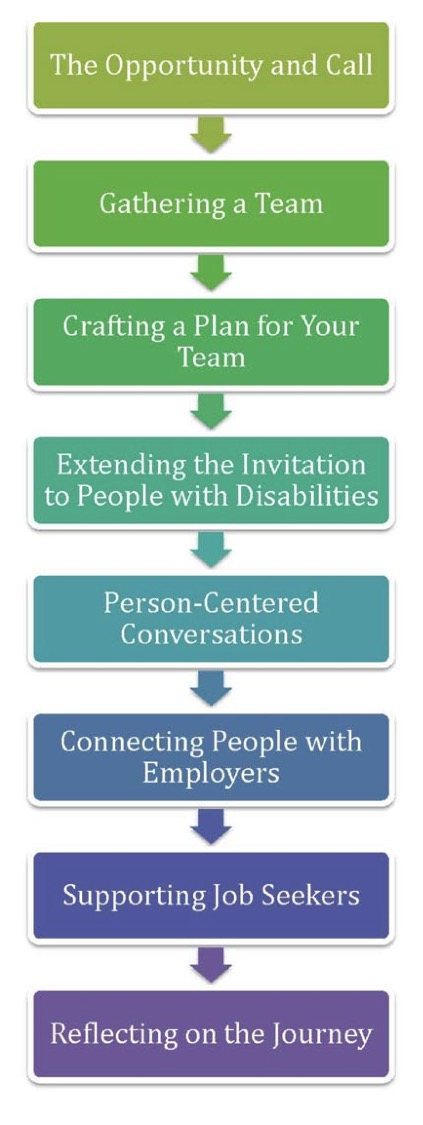 The Opportunity and Call
Gathering a Team
Crafting a Plan for Your
Team
Extending the Invitation
to People with Disabilities
Person-Centered
Conversations
Connecting People with
Employers
Supporting Job Seekers
Reflecting on the Journey